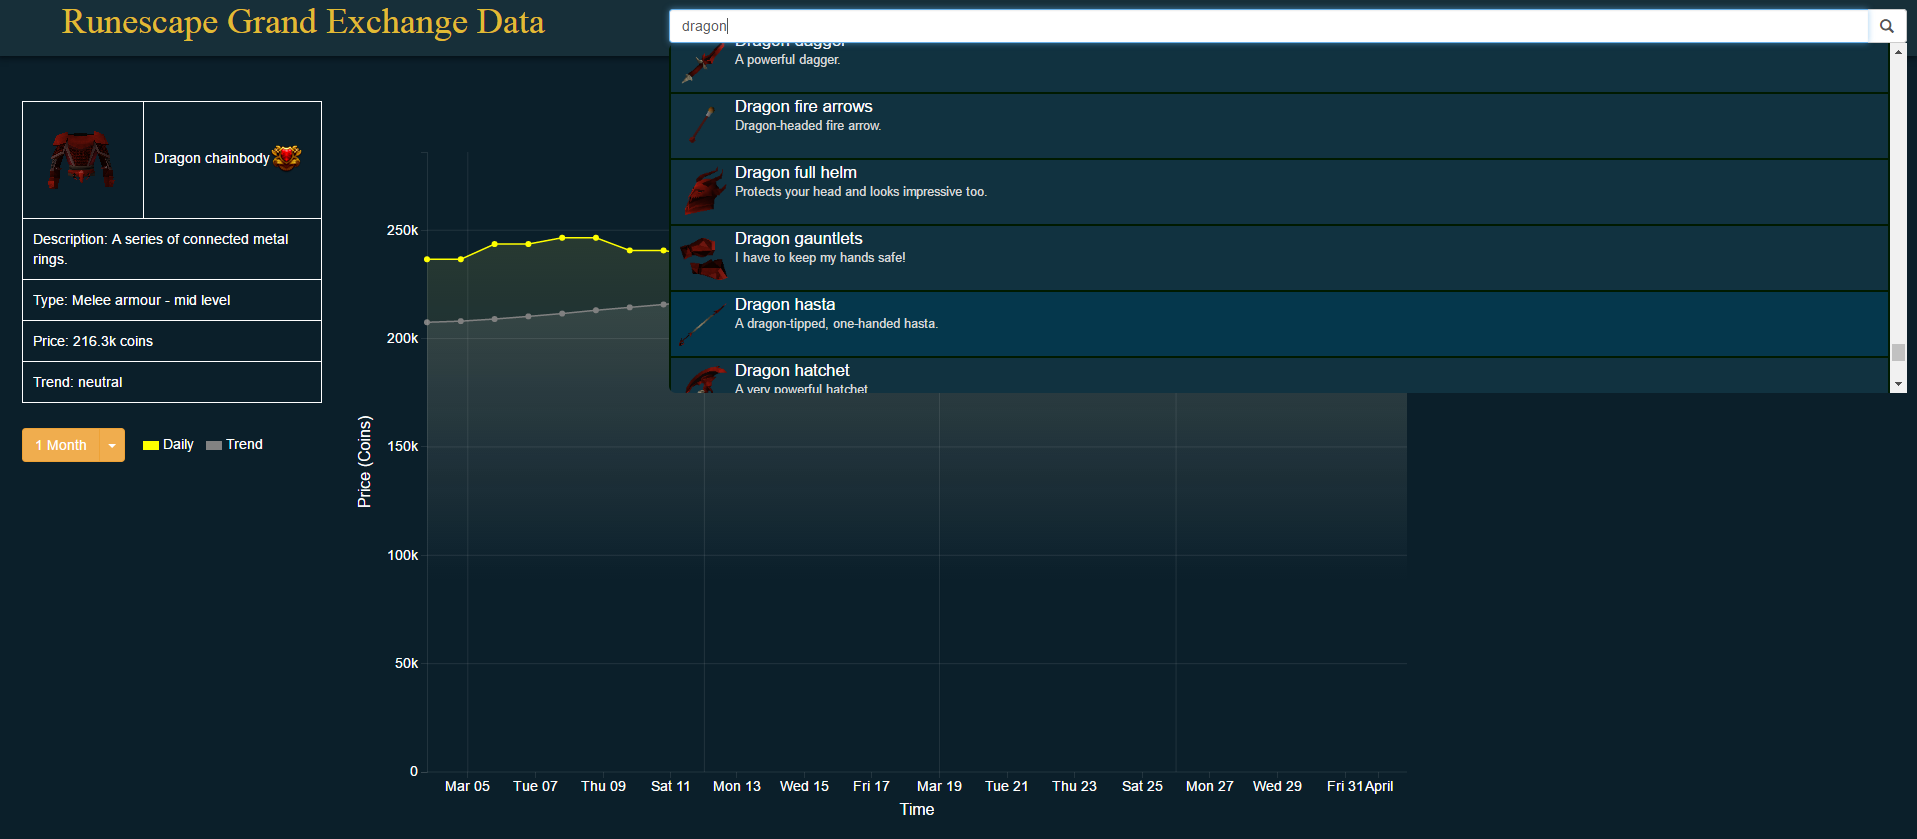 Runescape Grand Exchange Data
dragon
Dragon dagger
A powerful dagger.
Dragon fire arrows
Dragon-headed fire arrow.
Dragon full helm
Protects your head and looks impressive too.
Dragon gauntlets
I have to keep my hands safe!
Dragon hasta
A dragon-tipped, one-handed hasta.
Dragon hatchet
A very powerful hatchet
Dragon chainbody
Description: A series of connected metal
rings.
Type: Melee armour - mid level
Price: 216.3k coins
Trend: neutral
1 Month
Daily
Trend
Price (Coins)
250k
200k
150k
100k
50k
0
Mar 05 Tue 07 Thu 09 Sat 11 Mon 13 Wed 15 Fri 17 Mar 19 Tue 21 Thu 23 Sat 25 Mon 27 Wed 29 Fri 31 April
Time